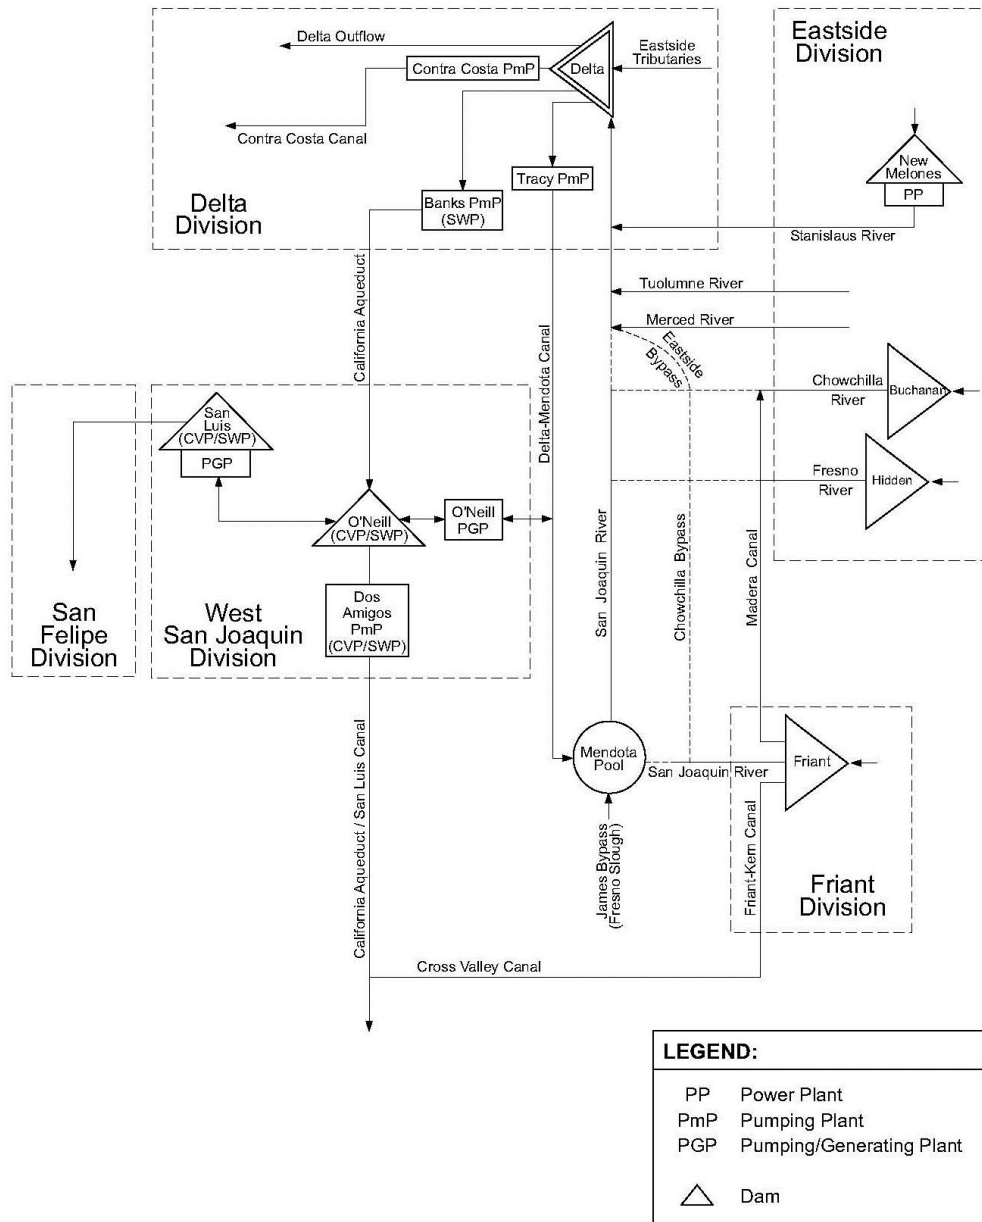 Delta Outflow
Contra Costa PmP
Delta
Eastside
Tributaries
Contra Costa Canal
Tracy PmP
Banks PmP
(SWP)
Delta
Division
Eastside
Division
New
Melones
PP
Stanislaus River
Tuolumne River
Merced River
Eastside
Bypass
California Aqueduct
Delta-Mendota Canal
Chowchilla
River
Buchanan
Fresno
River
Hidden
San
Luis
(CVP/SWP)
PGP
O'Neill
(CVP/SWP)
O'Neill
PGP
Dos
Amigos
PmP
(CVP/SWP)
San
Felipe
Division
West
San Joaquin
Division
San Joaquin River
Chowchilla Bypass
Madera Canal
Mendota
Pool
San Joaquin River
Friant
Friant-Kern Canal
Friant
Division
James Bypass
(Fresno Slough)
California Aqueduct / San Luis Canal
Cross Valley Canal
LEGEND:
PP Power Plant
PmP Pumping Plant
PGP Pumping/Generating Plant
Dam